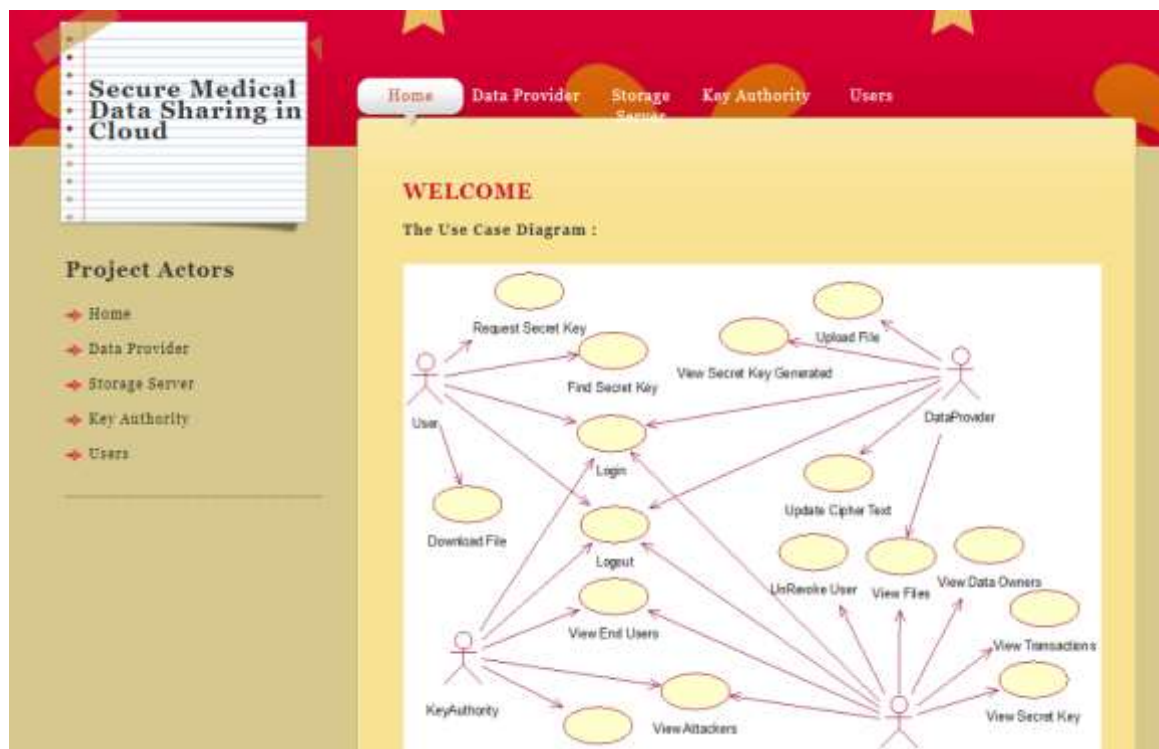 Secure Medical
Data Sharing in
Cloud
Home
Data Provider
Storage
Server
Key Authority
Users
WELCOME
The Use Case Diagram :
Project Actors
Home
Data Provider
Storage Server
Key Authority
Users
Request Secret Key
Upload File
View Secret Key Generated
Find Secret Key
User
DataProvider
Login
Update Cipher Text
Download File
Logout
UnRevoke User
View Files
View Data Owners
View End Users
View Transactions
KeyAuthority
View Attackers
View Secret Key